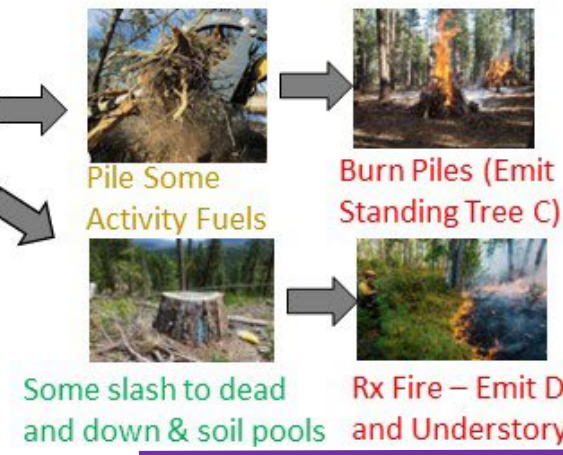 Pile Some
Activity Fuels
Burn Piles (Emit
Standing Tree C)
Some slash to dead
and down & soil pools
Rx Fire – Emit D
and Understory